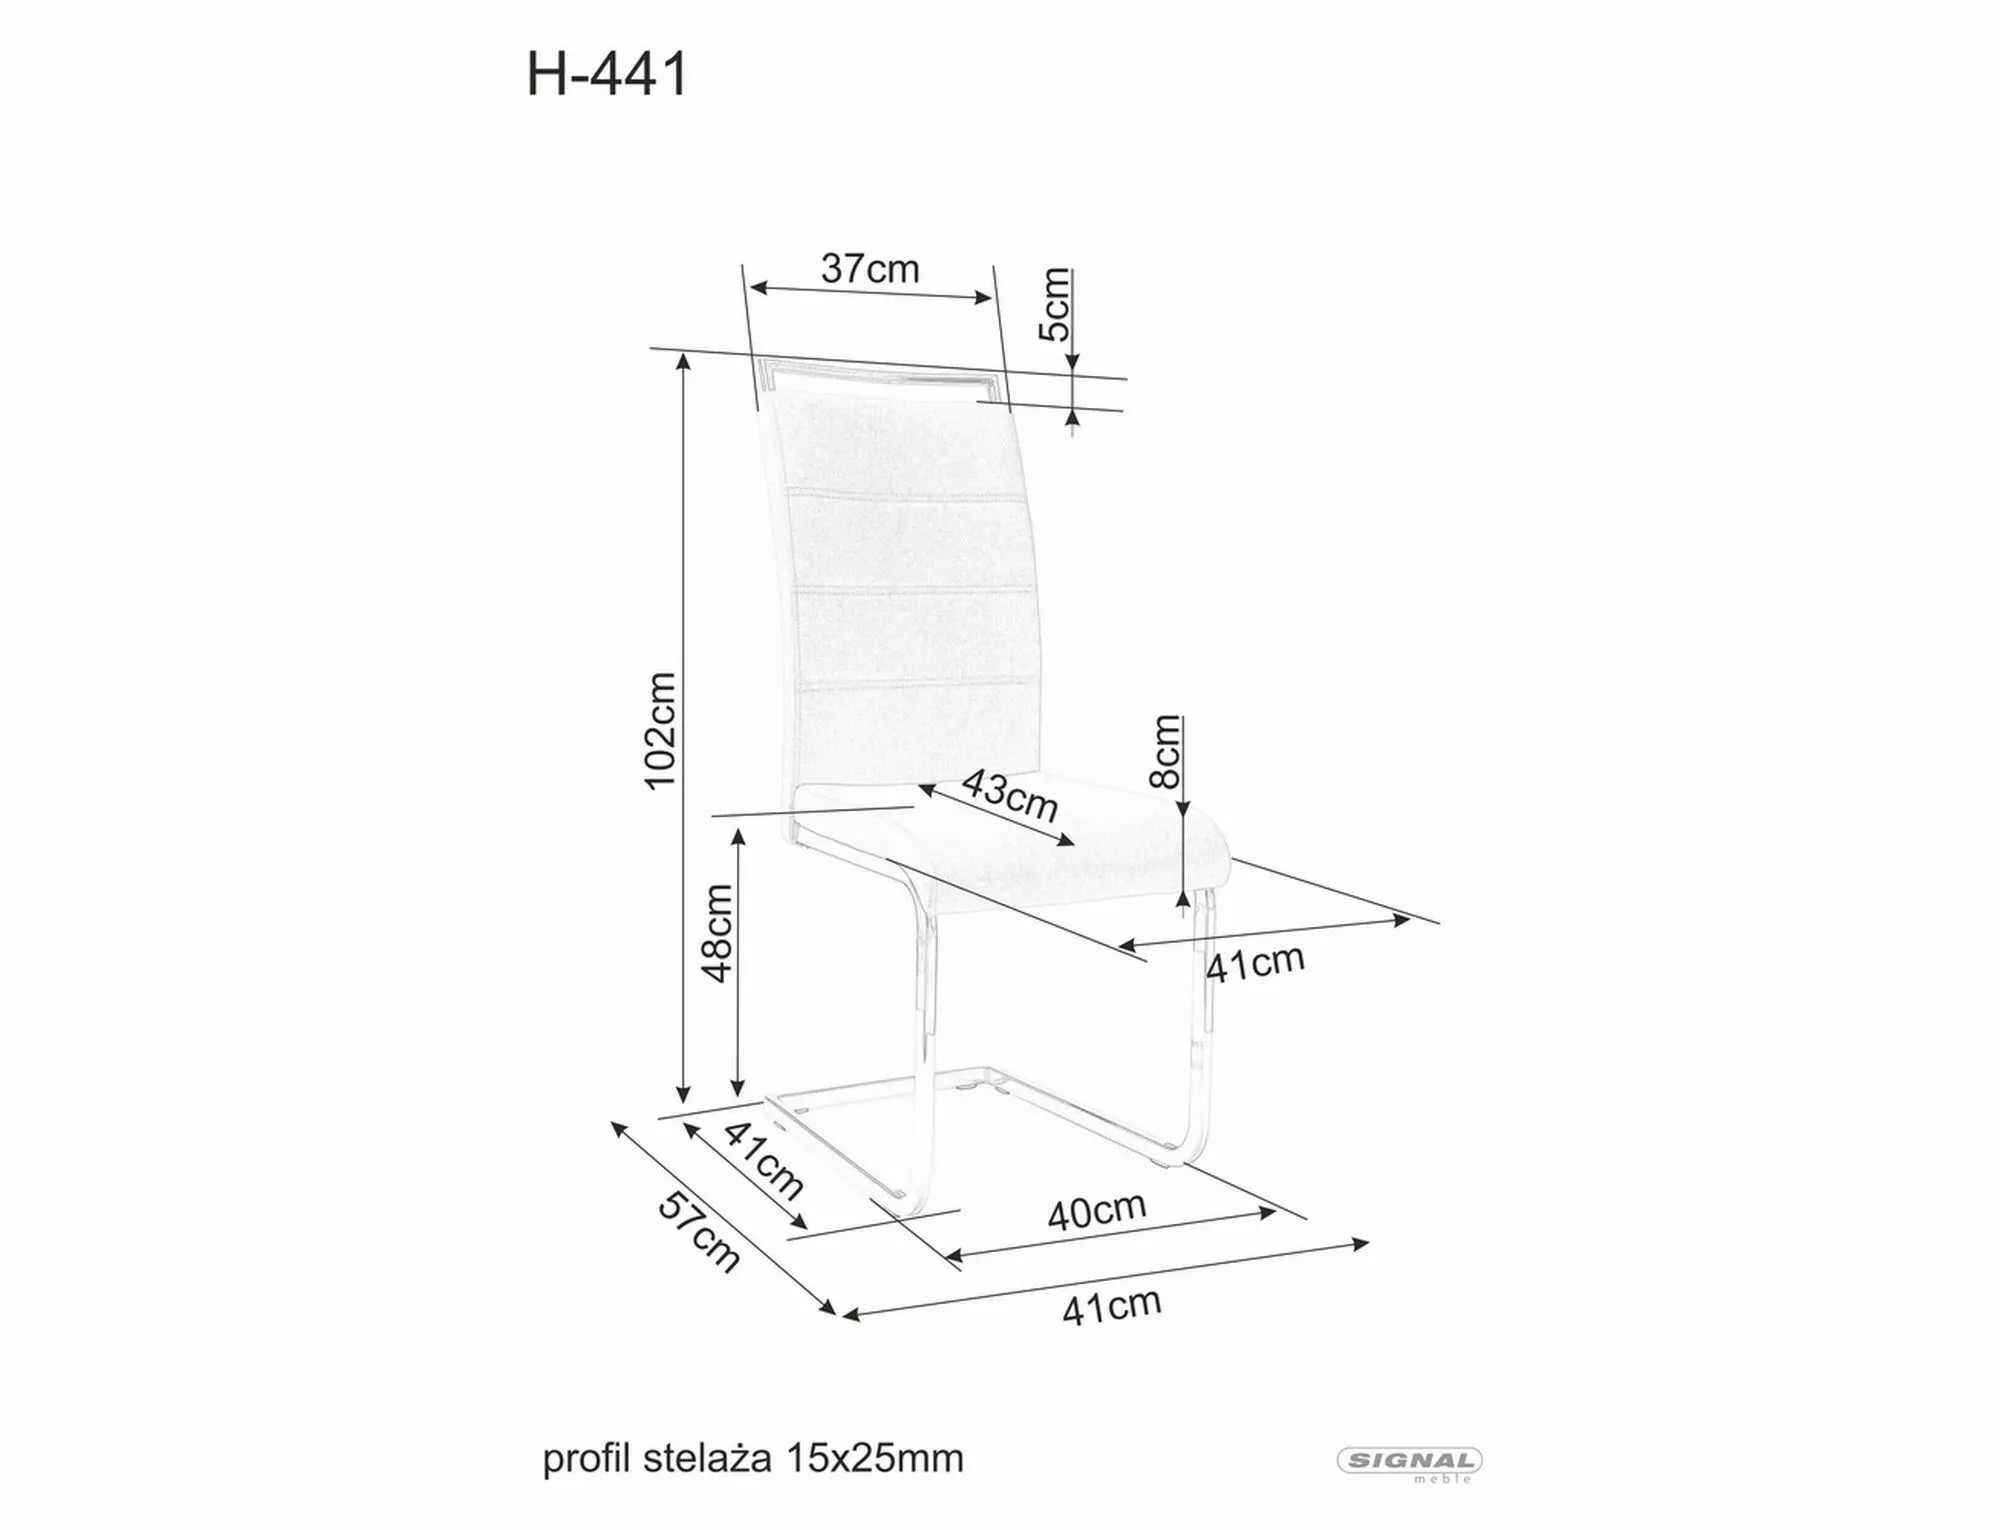 H-441
37cm
5cm
102cm
8cm
43cm
48cm
41cm
41cm
57cm
40cm
41cm
profil stelaża 15x25mm
SIGNAL
meble